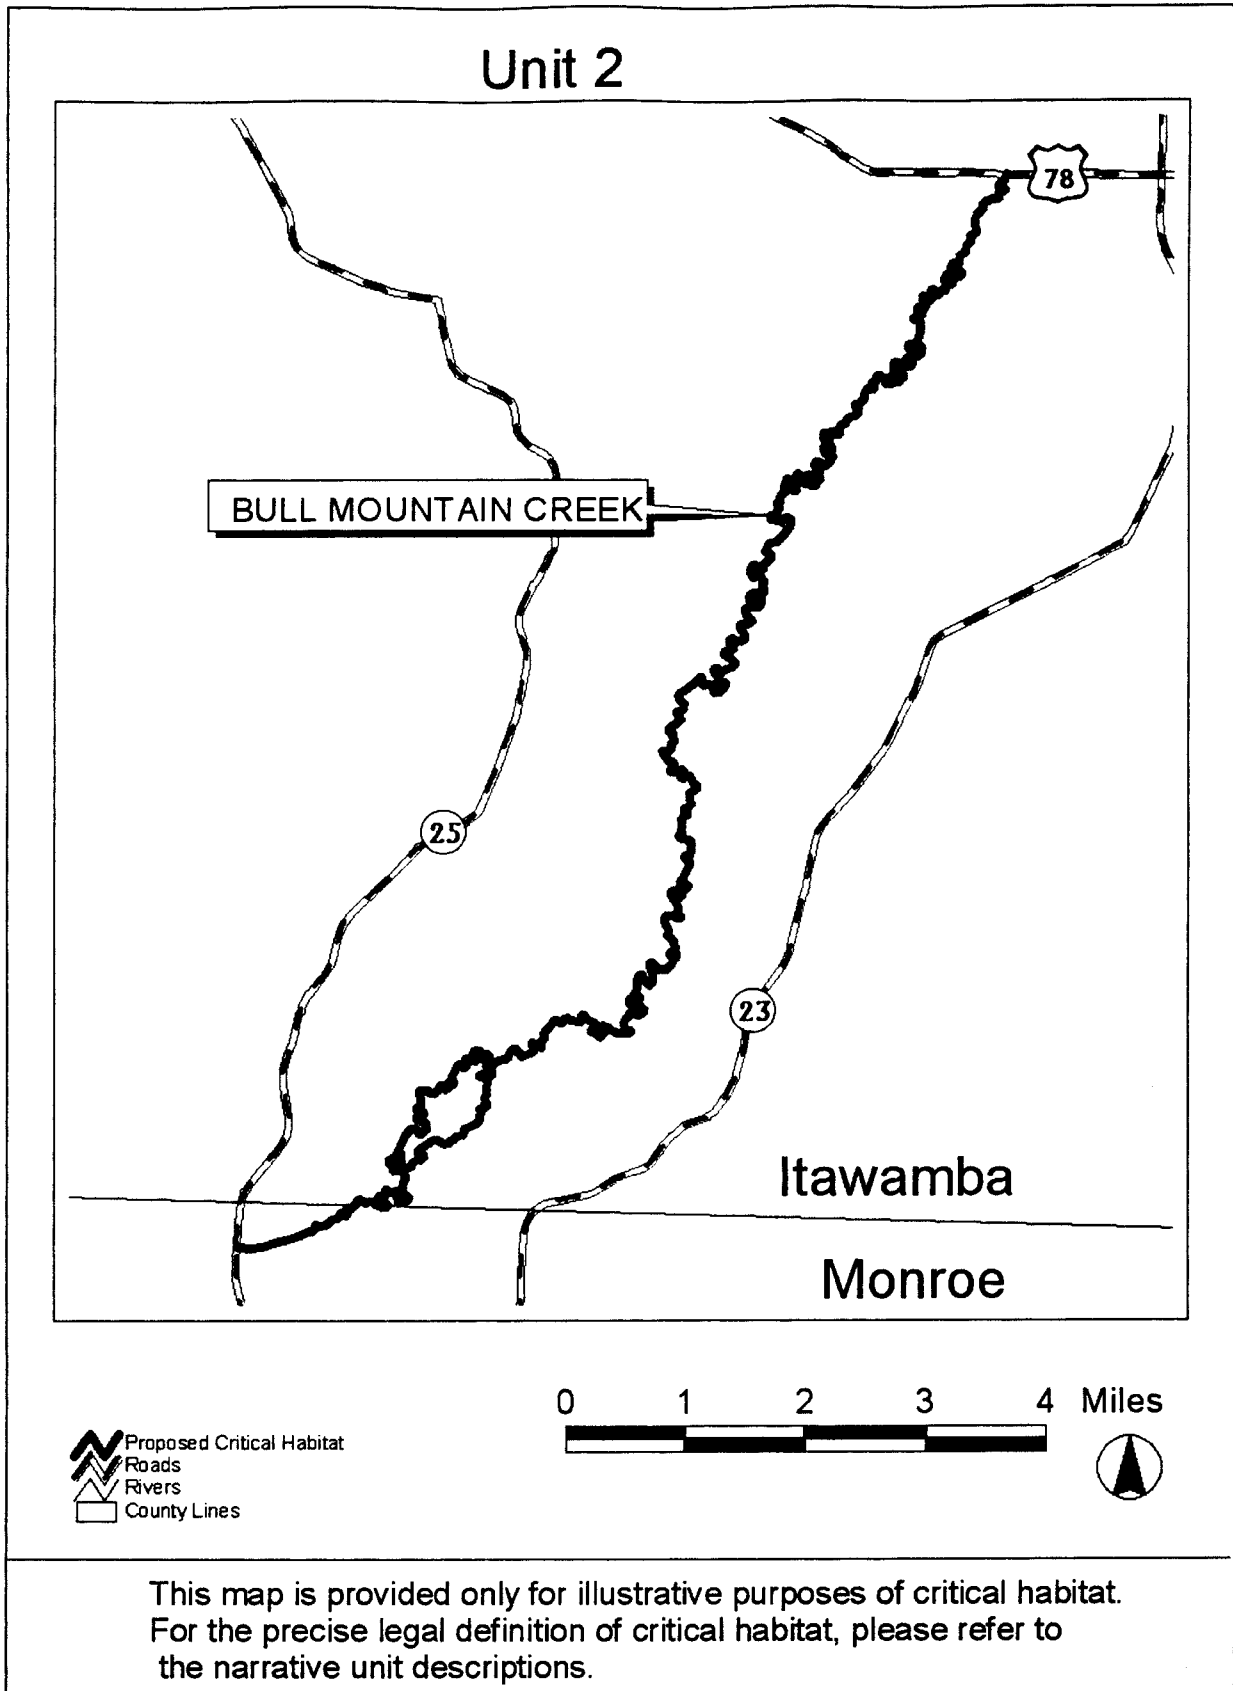 Unit 2
78
BULL MOUNTAIN CREEK
25
23
Itawamba
Monroe
0 1 2 3 4 Miles
Proposed Critical Habitat
Roads
Rivers
County Lines
This map is provided only for illustrative purposes of critical habitat.
For the precise legal definition of critical habitat, please refer to
the narrative unit descriptions.